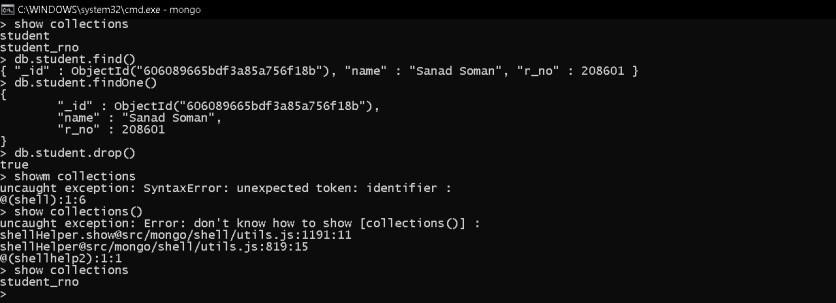 C:\WINDOWS\system32\cmd.exe - mongo
> show collections
student
student_rno
> db.student.find()
{ "_id" : ObjectId("606089665bdf3a85a756f18b"), "name" : "Sanad Soman", "r_no" : 208601 }
> db.student.findOne()
{
        "_id" : ObjectId("606089665bdf3a85a756f18b"),
        "name" : "Sanad Soman",
        "r_no" : 208601
}
> db.student.drop()
true
> showm collections
uncaught exception: SyntaxError: unexpected token: identifier :
@(shell):1:6
> show collections()
uncaught exception: Error: don't know how to show [collections()] :
shellHelper.show@src/mongo/shell/utils.js:1191:11
shellHelper@src/mongo/shell/utils.js:819:15
@(shellhelp2):1:1
> show collections
student_rno
>